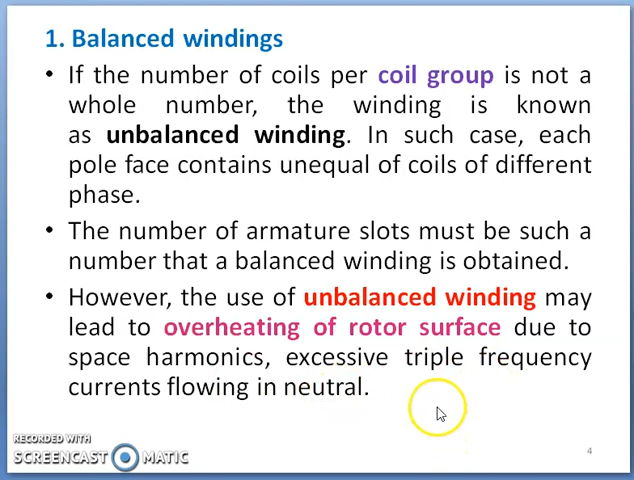 1. Balanced windings
• If the number of coils per coil group is not a
whole number, the winding is known
as unbalanced winding. In such case, each
pole face contains unequal of coils of different
phase.
• The number of armature slots must be such a
number that a balanced winding is obtained.
• However, the use of unbalanced winding may
lead to overheating of rotor surface due to
space harmonics, excessive triple frequency
currents flowing in neutral.
RECORDED WITH
SCREENCAST MATIC
4